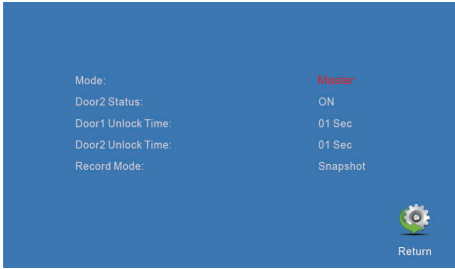 Mode: Master
Door2 Status: ON
Door1 Unlock Time: 01 Sec
Door2 Unlock Time: 01 Sec
Record Mode: Snapshot
Return